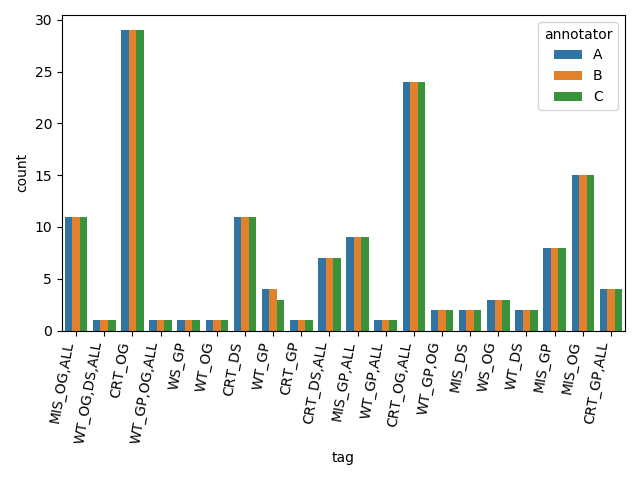 annotator
A
B
C
count
30
25
20
15
10
5
0
MIS_OG,ALL
WT_OG,DS,ALL
CRT_OG
WT_GP,OG,ALL
WS_GP
WT_OG
CRT_DS
WT_GP
CRT_GP
CRT_DS,ALL
MIS_GP,ALL
WT_GP,ALL
CRT_OG,ALL
WT_GP,OG
MIS_DS
WS_OG
WT_DS
MIS_GP
MIS_OG
CRT_GP,ALL
tag